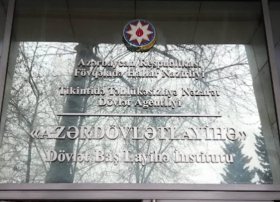 Azərbaycan Respublikası
Fövqəladə Hallar Nazirliyi
Tikintidə Təhlükəsizliyə Nəzarət
Dövlət Agentliyi
«AZƏRDÖVLƏTLAYİHƏ»
Dövlət Baş Layihə İnstitutu